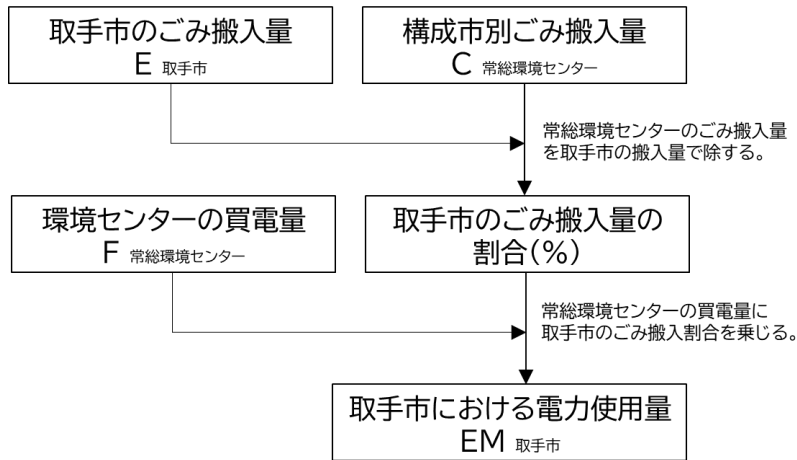 取手市のごみ搬入量
E 取手市
構成市別ごみ搬入量
C 常総環境センター
常総環境センターのごみ搬入量
を取手市の搬入量で除する。
環境センターの買電量
F 常総環境センター
取手市のごみ搬入量の
割合(%)
常総環境センターの買電量に
取手市のごみ搬入割合を乗じる。
取手市における電力使用量
EM 取手市